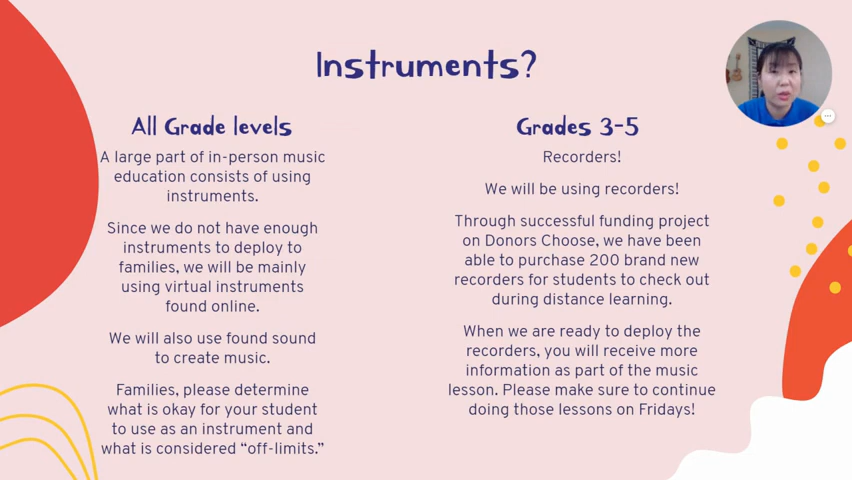 Instruments?
All Grade levels
A large part of in-person music
education consists of using
instruments.
Since we do not have enough
instruments to deploy to
families, we will be mainly
using virtual instruments
found online.
We will also use found sound
to create music.
Families, please determine
what is okay for your student
to use as an instrument and
what is considered “off-limits.”
Grades 3-5
Recorders!
We will be using recorders!
Through successful funding project
on Donors Choose, we have been
able to purchase 200 brand new
recorders for students to check out
during distance learning.
When we are ready to deploy the
recorders, you will receive more
information as part of the music
lesson. Please make sure to continue
doing those lessons on Fridays!